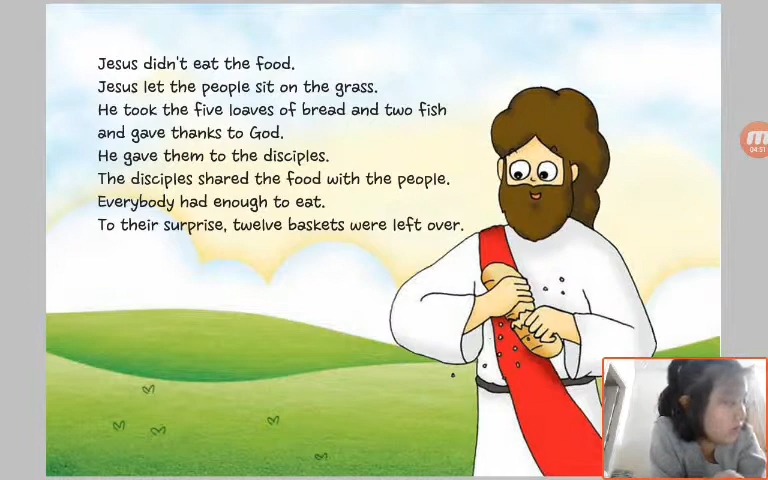 Jesus didn't eat the food.
Jesus let the people sit on the grass.
He took the five loaves of bread and two fish
and gave thanks to God.
He gave them to the disciples.
The disciples shared the food with the people.
Everybody had enough to eat.
To their surprise, twelve baskets were left over.
04:51